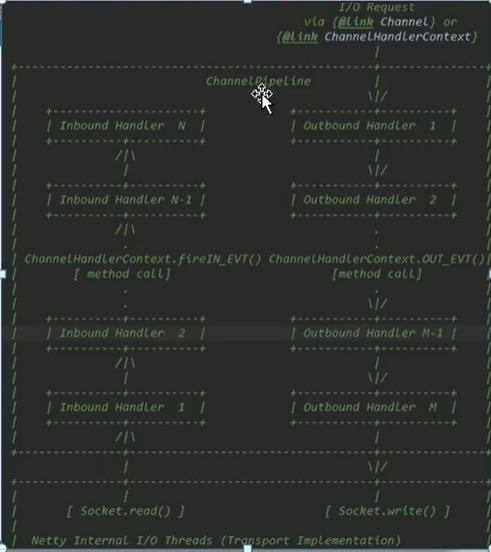 I/O Request
via {@link Channel} or
{@link ChannelHandlerContext}
ChannelPipeline
Inbound Handler N
Outbound Handler 1
Inbound Handler N-1
Outbound Handler 2
ChannelHandlerContext.fireIN_EVT() ChannelHandlerContext.OUT_EVT()
[ method call]
[method call]
Inbound Handler 2
Outbound Handler M-1
Inbound Handler 1
Outbound Handler M
[ Socket.read() ]
[ Socket.write() ]
Netty Internal I/O Threads (Transport Implementation)